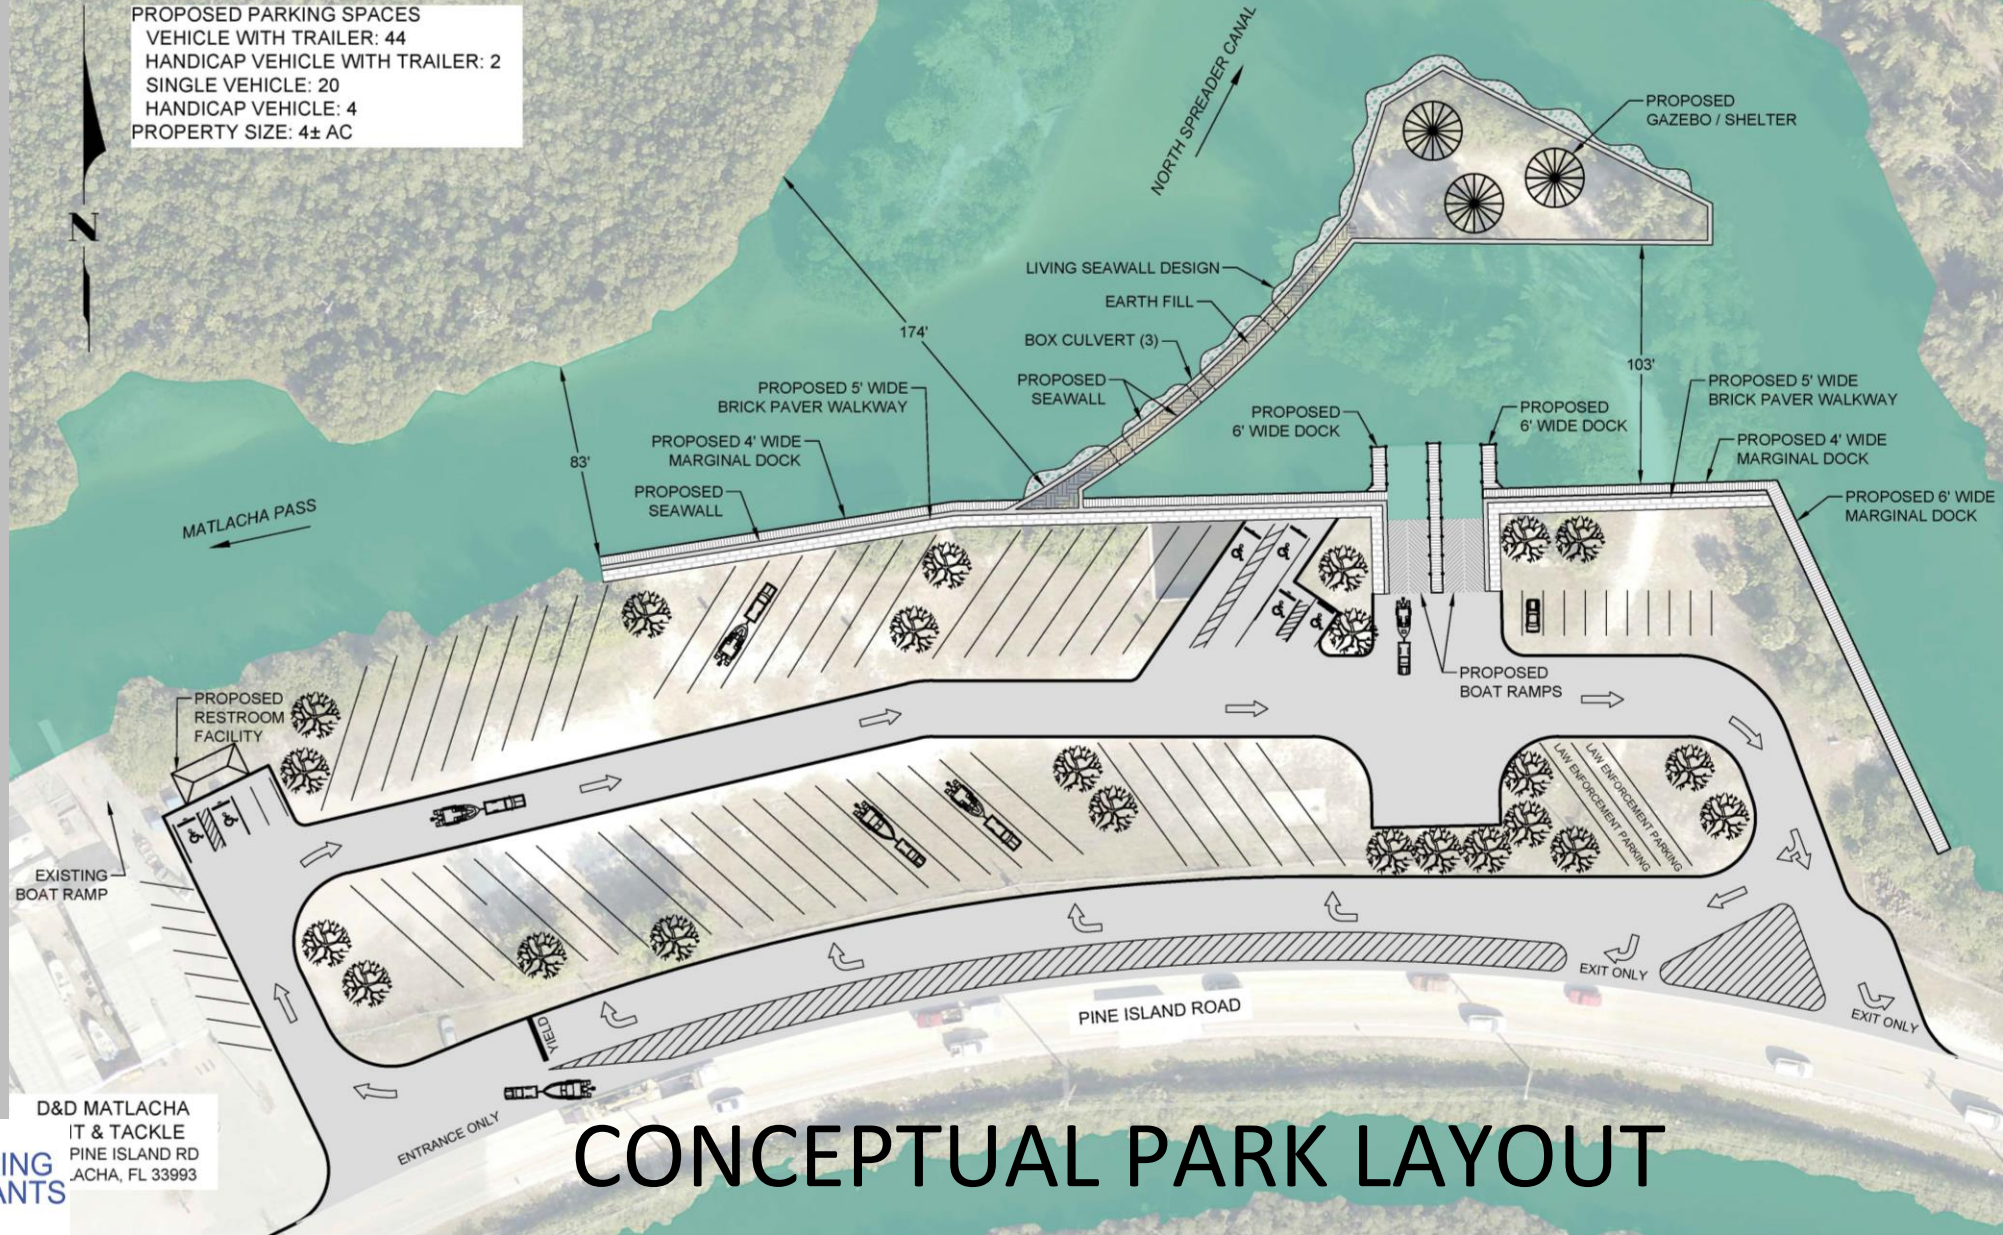 PROPOSED PARKING SPACES
VEHICLE WITH TRAILER: 44
HANDICAP VEHICLE WITH TRAILER: 2
SINGLE VEHICLE: 20
HANDICAP VEHICLE: 4
PROPERTY SIZE: 4± AC
N
NORTH SPREADER CANAL
PROPOSED
GAZEBO / SHELTER
LIVING SEAWALL DESIGN
EARTH FILL
BOX CULVERT (3)
PROPOSED
SEAWALL
174'
83'
103'
PROPOSED 5' WIDE
BRICK PAVER WALKWAY
PROPOSED 4' WIDE
MARGINAL DOCK
PROPOSED
SEAWALL
MATLACHA PASS
PROPOSED
6' WIDE DOCK
PROPOSED
6' WIDE DOCK
PROPOSED 5' WIDE
BRICK PAVER WALKWAY
PROPOSED 4' WIDE
MARGINAL DOCK
PROPOSED 6' WIDE
MARGINAL DOCK
PROPOSED
BOAT RAMPS
PROPOSED
RESTROOM
FACILITY
EXISTING
BOAT RAMP
LAW ENFORCEMENT PARKING
LAW ENFORCEMENT PARKING
EXIT ONLY
EXIT ONLY
PINE ISLAND ROAD
YIELD
ENTRANCE ONLY
D&D MATLACHA
IT & TACKLE
PINE ISLAND RD
LACHA, FL 33993
ING
ANTS
CONCEPTUAL PARK LAYOUT